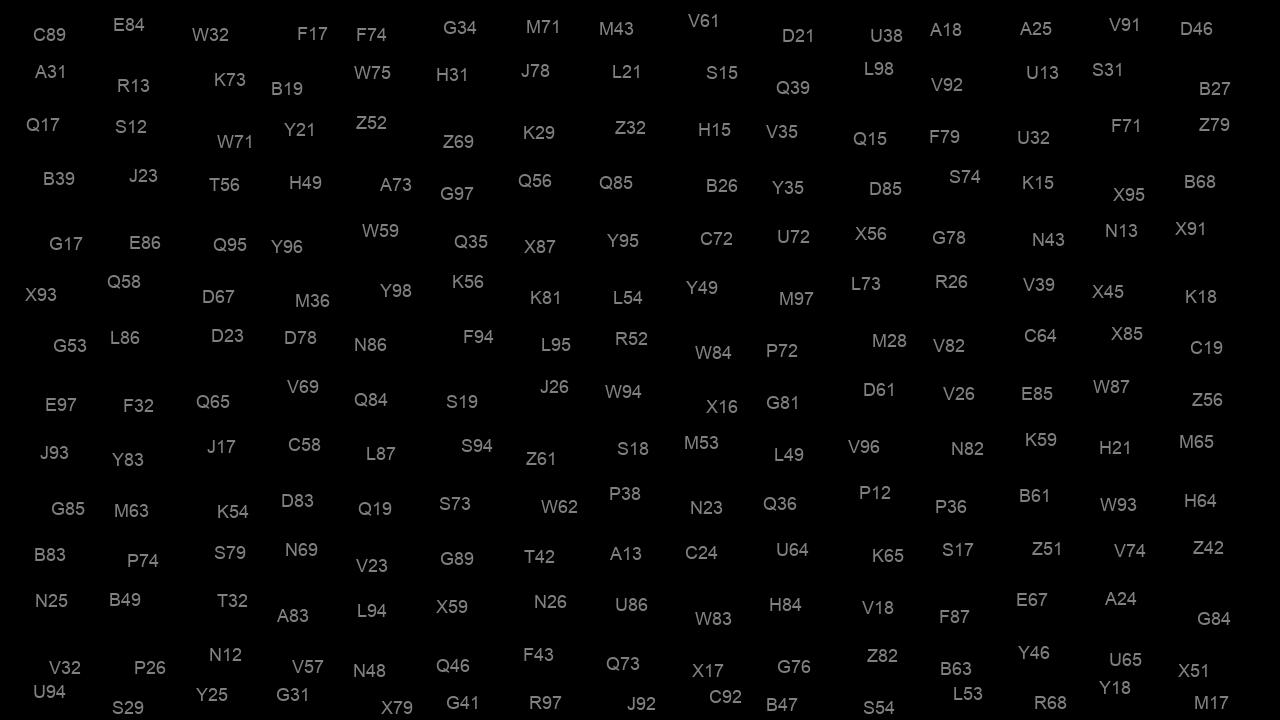 C89 E84 W32 F17 F74 G34 M71 M43 V61 D21 U38 A18 A25 V91 D46
A31 R13 K73 B19 W75 H31 J78 L21 S15 Q39 L98 V92 U13 S31 B27
Q17 S12 W71 Y21 Z52 Z69 K29 Z32 H15 V35 Q15 F79 U32 F71 Z79
B39 J23 T56 H49 A73 G97 Q56 Q85 B26 Y35 D85 S74 K15 X95 B68
G17 E86 Q95 Y96 W59 Q35 X87 Y95 C72 U72 X56 G78 N43 N13 X91
X93 Q58 D67 M36 Y98 K56 K81 L54 Y49 M97 L73 R26 V39 X45 K18
G53 L86 D23 D78 N86 F94 L95 R52 W84 P72 M28 V82 C64 X85 C19
E97 F32 Q65 V69 Q84 S19 J26 W94 X16 G81 D61 V26 E85 W87 Z56
J93 Y83 J17 C58 L87 S94 Z61 S18 M53 L49 V96 N82 K59 H21 M65
G85 M63 K54 D83 Q19 S73 W62 P38 N23 Q36 P12 P36 B61 W93 H64
B83 P74 S79 N69 V23 G89 T42 A13 C24 U64 K65 S17 Z51 V74 Z42
N25 B49 T32 A83 L94 X59 N26 U86 W83 H84 V18 F87 E67 A24 G84
V32 P26 N12 V57 N48 Q46 F43 Q73 X17 G76 Z82 B63 Y46 U65 X51
U94 S29 Y25 G31 X79 G41 R97 J92 C92 B47 S54 L53 R68 Y18 M17